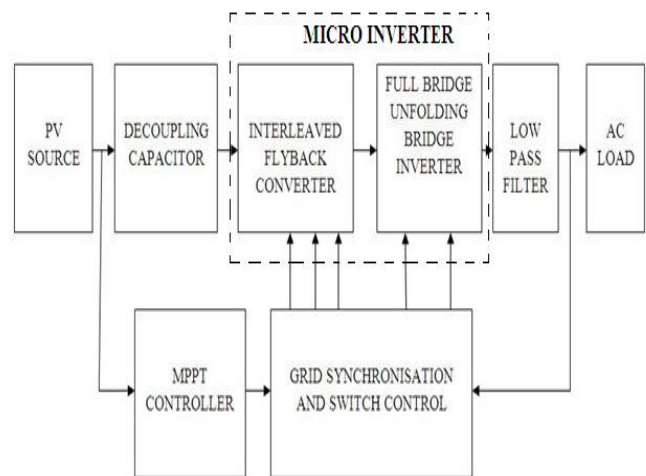 MICRO INVERTER
PV
SOURCE
DECOUPLING
CAPACITOR
INTERLEAVED
FLYBACK
CONVERTER
FULL BRIDGE
UNFOLDING
BRIDGE
INVERTER
LOW
PASS
FILTER
AC
LOAD
MPPT
CONTROLLER
GRID SYNCHRONISATION
AND SWITCH CONTROL